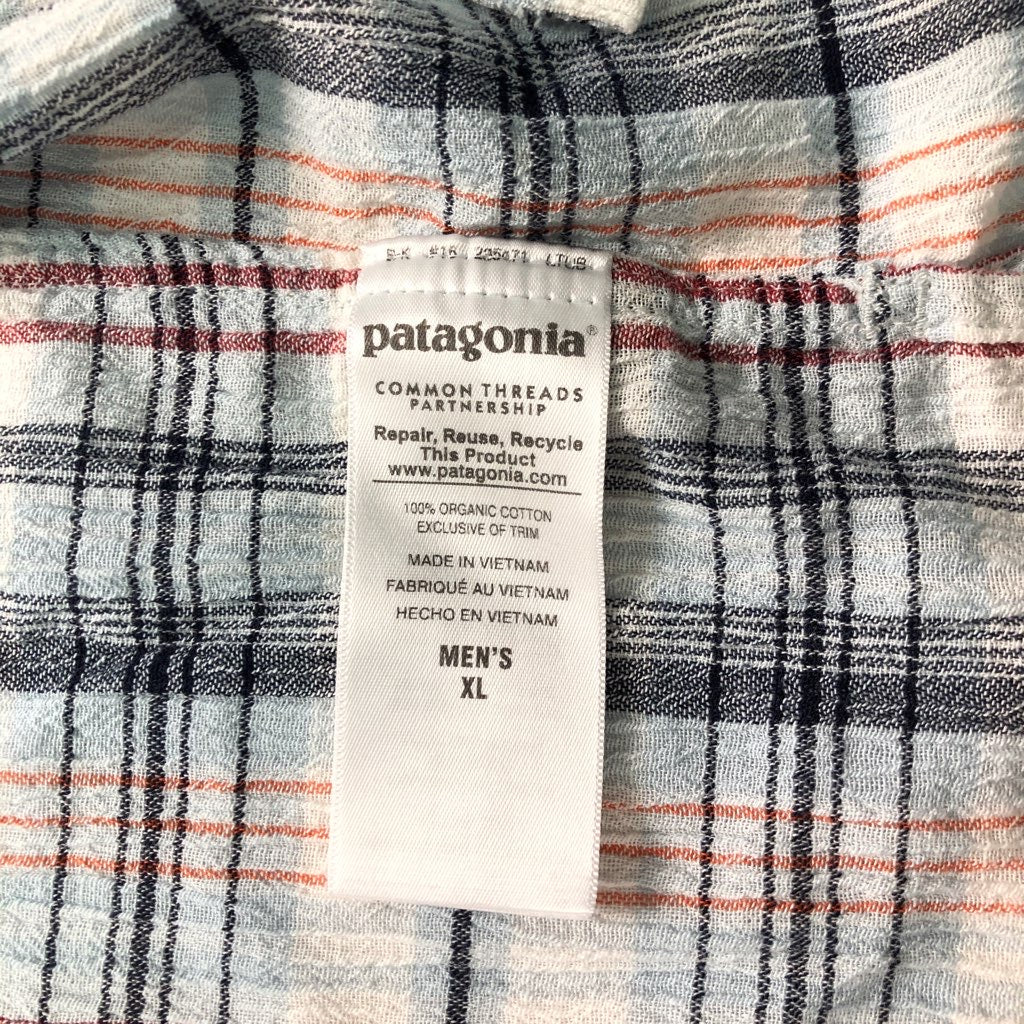 patagonia®
COMMON THREADS
PARTNERSHIP
Repair, Reuse, Recycle
This Product
www.patagonia.com
100% ORGANIC COTTON
EXCLUSIVE OF TRIM
MADE IN VIETNAM
FABRIQUÉ AU VIETNAM
HECHO EN VIETNAM
MEN'S
XL